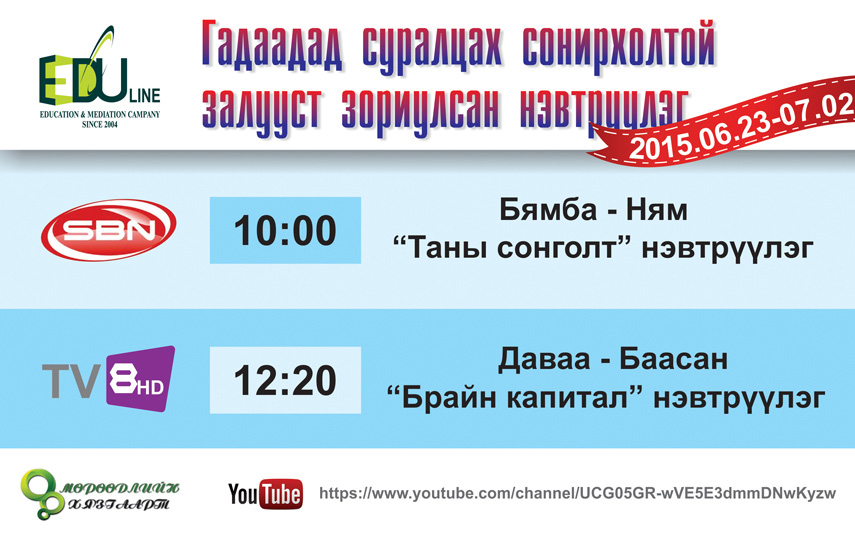 EDU LINE
EDUCATION & MEDIATION CAMPANY
SINCE 2004
Гадаадад суралцах сонирхолтой
залууст зориулсан нэвтрүүлэг
2015.06.23-07.02
SBN
10:00
Бямба - Ням
“Таны сонголт” нэвтрүүлэг
TV 8 HD
12:20
Даваа - Баасан
“Брайн капитал” нэвтрүүлэг
МӨРӨӨДЛИЙН
ХЯЗГААРТ
YouTube
https://www.youtube.com/channel/UCG05GR-wVE5E3dmmDNwKyzw